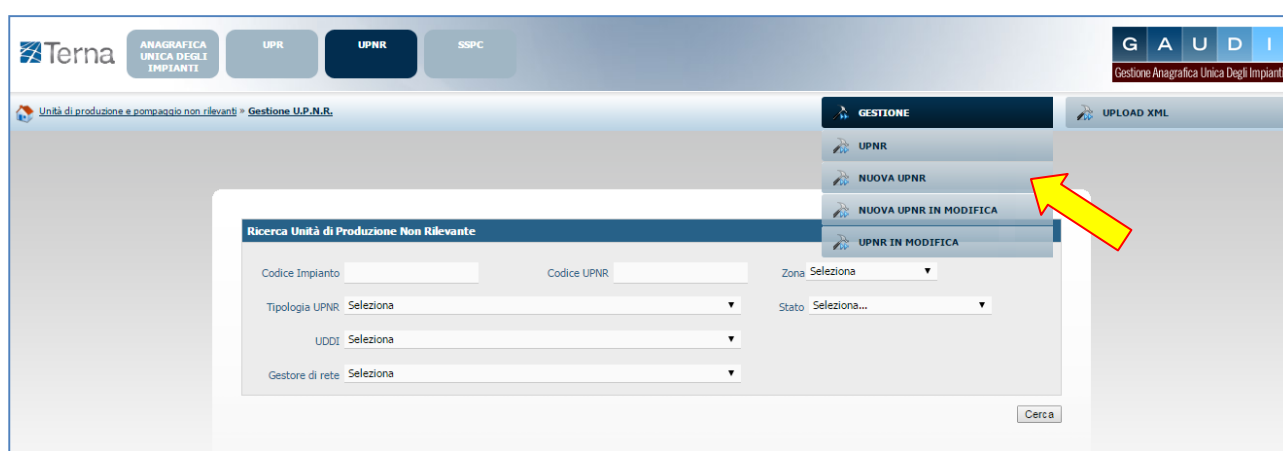 Terna
ANAGRAFICA
UNICA DEGLI
IMPIANTI
UPR
UPNR
SSPC
G A U D I
Gestione Anagrafica Unica Degli Impianti
Unità di produzione e pompaggio non rilevanti » Gestione U.P.N.R.
GESTIONE
UPLOAD XML
UPNR
NUOVA UPNR
NUOVA UPNR IN MODIFICA
UPNR IN MODIFICA
Ricerca Unità di Produzione Non Rilevante
Codice Impianto Codice UPNR Zona Seleziona
Tipologia UPNR Seleziona Stato Seleziona...
UDDI Seleziona
Gestore di rete Seleziona
Cerca